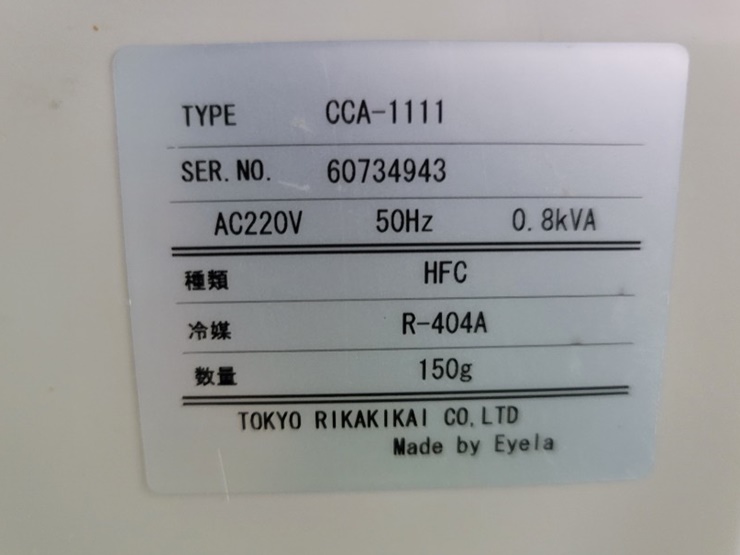 TYPE CCA-1111
SER. NO. 60734943
AC220V 50Hz 0.8kVA
種類 HFC
冷媒 R-404A
数量 150g
TOKYO RIKAKIKAI CO,LTD
Made by Eyela